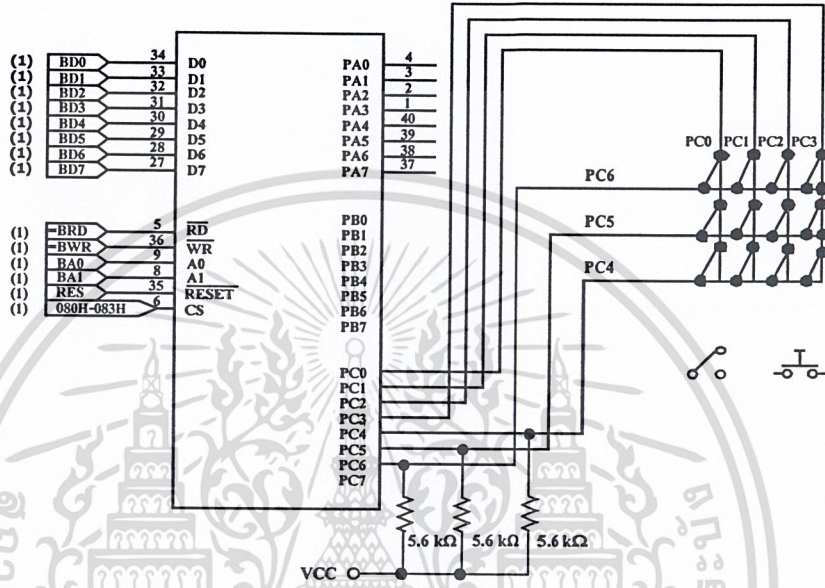 (1) BD0 34 D0
(1) BD1 33 D1
(1) BD2 32 D2
(1) BD3 31 D3
(1) BD4 30 D4
(1) BD5 29 D5
(1) BD6 28 D6
(1) BD7 27 D7
(1) -BRD 5 RD
(1) -BWR 36 WR
(1) BA0 9 A0
(1) BA1 8 A1
(1) RES 35 RESET
(1) 080H-083H 6 CS
PA0 4
PA1 3
PA2 2
PA3 1
PA4 40
PA5 39
PA6 38
PA7 37
PB0
PB1
PB2
PB3
PB4
PB5
PB6
PB7
PC0
PC1
PC2
PC3
PC4
PC5
PC6
PC7
PC0 PC1 PC2 PC3
PC6
PC5
PC4
5.6 kΩ 5.6 kΩ 5.6 kΩ
VCC